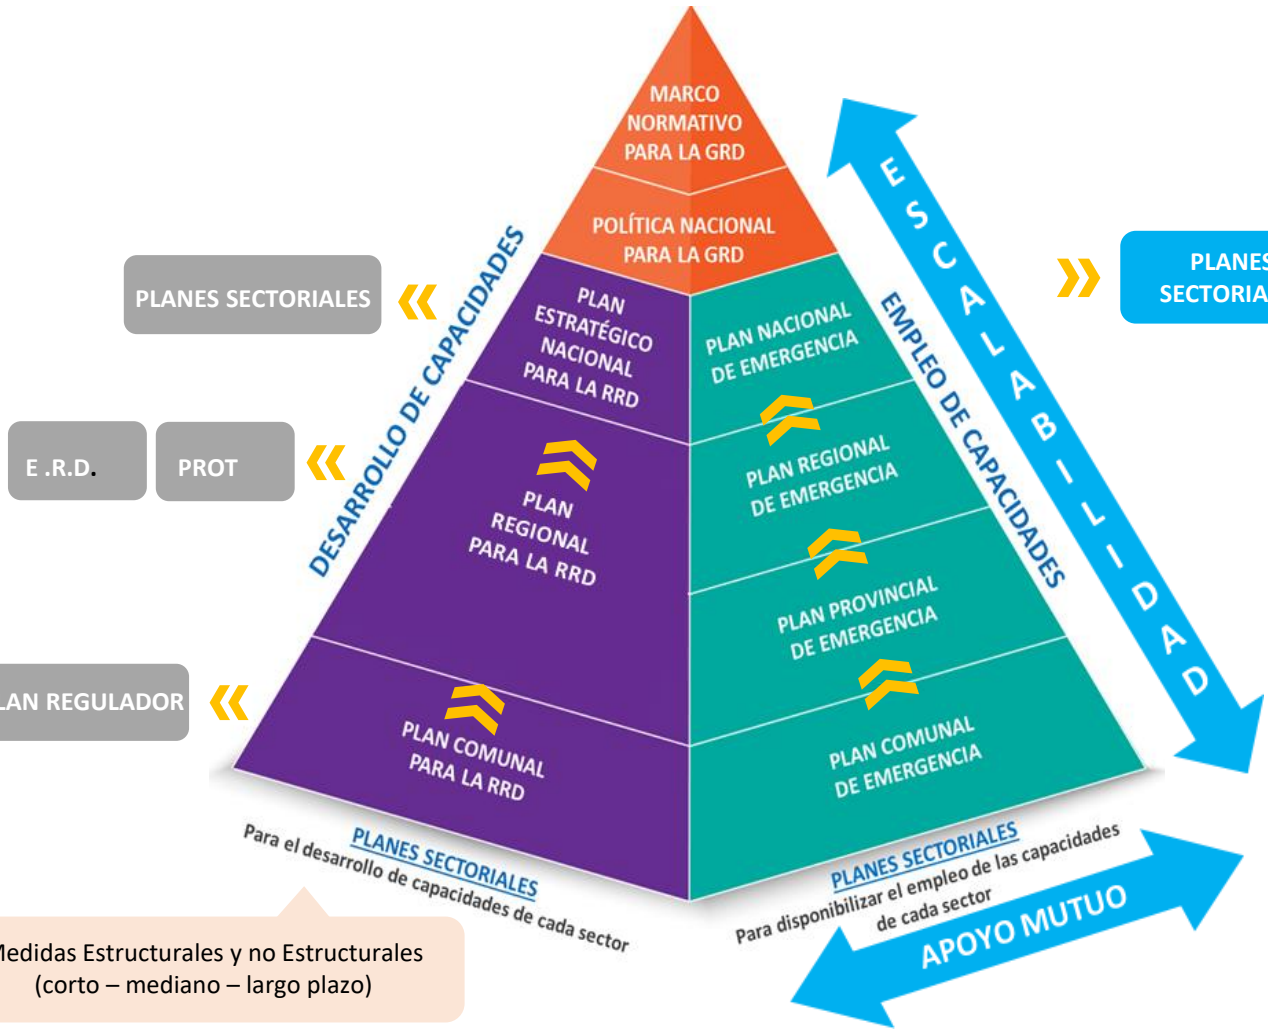 MARCO
NORMATIVO
PARA LA GRD
POLÍTICA NACIONAL
PARA LA GRD
PLAN
ESTRATÉGICO
NACIONAL
PARA LA RRD
PLAN NACIONAL
DE EMERGENCIA
PLAN
REGIONAL
PARA LA RRD
PLAN REGIONAL
DE EMERGENCIA
PLAN PROVINCIAL
DE EMERGENCIA
PLAN COMUNAL
PARA LA RRD
PLAN COMUNAL
DE EMERGENCIA
DESARROLLO DE CAPACIDADES
EMPLEO DE CAPACIDADES
ESCALABILIDAD
PLANES SECTORIALES
E .R.D.
PROT
LAN REGULADOR
PLANES
SECTORIA
PLANES SECTORIALES
Para el desarrollo de capacidades de cada sector
PLANES SECTORIALES
Para disponibilizar el empleo de las capacidades
de cada sector
APOYO MUTUO
Medidas Estructurales y no Estructurales
(corto – mediano – largo plazo)